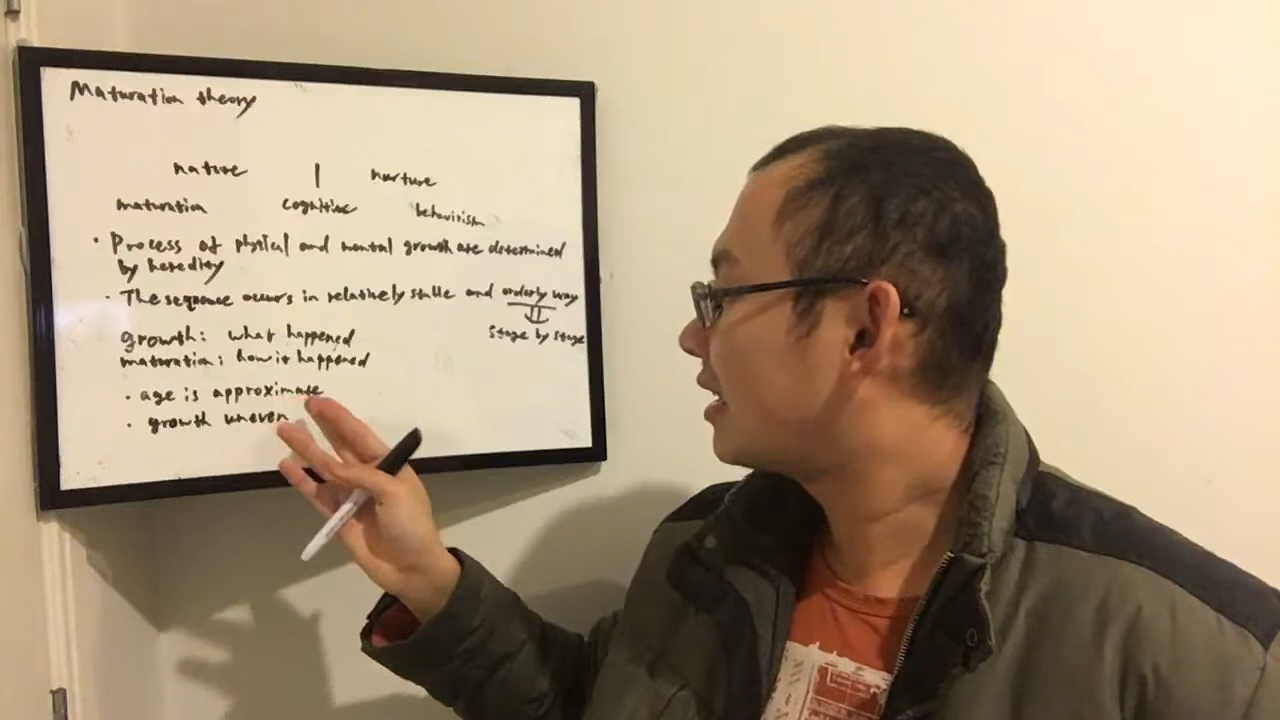 Maturation theory
nature | nurture
maturation cognitive behavirism
• Process of physical and mental growth are determined
by heredity
• The sequence occurs in relatively stable and orderly way
stage by stage
growth: what happened
maturation: how it happened
• age is approximate
• growth uneven